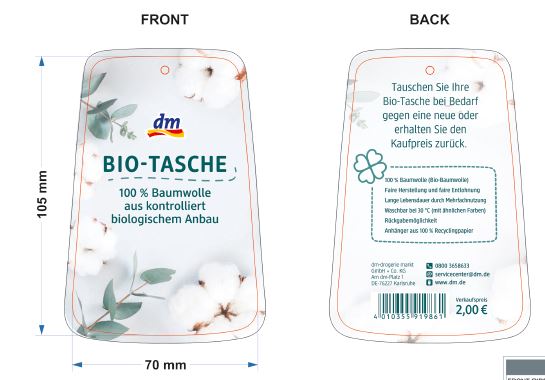 FRONT
BACK
105 mm
70 mm
dm
BIO-TASCHE
100 % Baumwolle
aus kontrolliert
biologischem Anbau
Tauschen Sie Ihre
Bio-Tasche bei Bedarf
gegen eine neue oder
erhalten Sie den
Kaufpreis zurück.
100 % Baumwolle (Bio-Baumwolle)
Faire Herstellung und faire Entlohnung
Lange Lebensdauer durch Mehrfachnutzung
Waschbar bei 30 °C (mit ähnlichen Farben)
Rückgabemöglichkeit
Anhänger aus 100 % Recyclingpapier
dm-drogerie markt
GmbH + Co. KG
Am dm-Platz 1
DE-76227 Karlsruhe
0800 3658633
servicecenter@dm.de
www.dm.de
4 010355 919861
Verkaufspreis
2,00 €